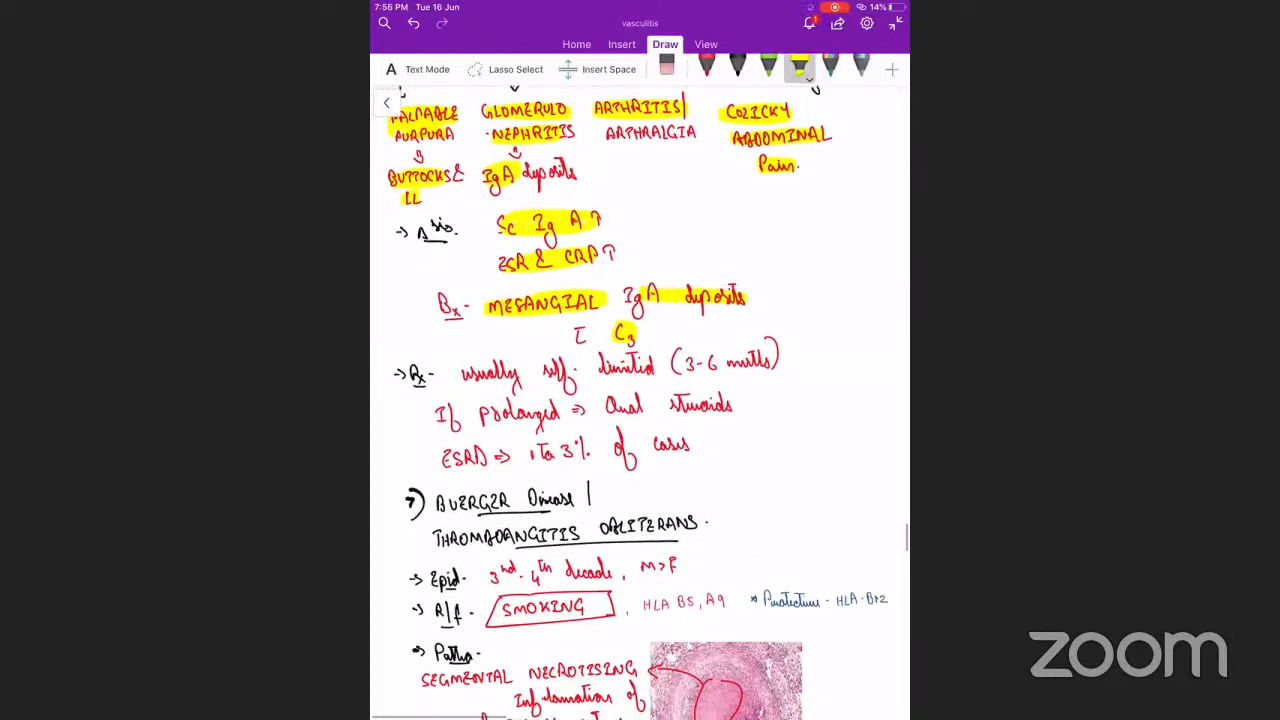 7:56 PM Tue 16 Jun 14%
vasculitis
Home Insert Draw View
A Text Mode Lasso Select Insert Space
PALPABLE GLOMERULO ARTHRITIS/ COLICKY
PURPURA -NEPHRITIS ARTHRALGIA ABDOMINAL
Pain.
BUTTOCKS & IgA deposits
LL
→ Δsis. Sc Ig A ↑
ESR & CRP ↑
Bx- MESANGIAL IgA deposits
C3
→ Rx- usually self. limited (3-6 mnths)
If prolonged => Oral steroids
ESRD => 1 To 3% of cases
7) BUERGER Disease /
THROMBOANGITIS OBLITERANS.
→ Epid- 3rd- 4th decade, M>F
→ R/f- SMOKING, HLA B5, A9 * Protective - HLA-B12
→ Patho-
SEGMENTAL NECROTISING
Inflamation of
zoom